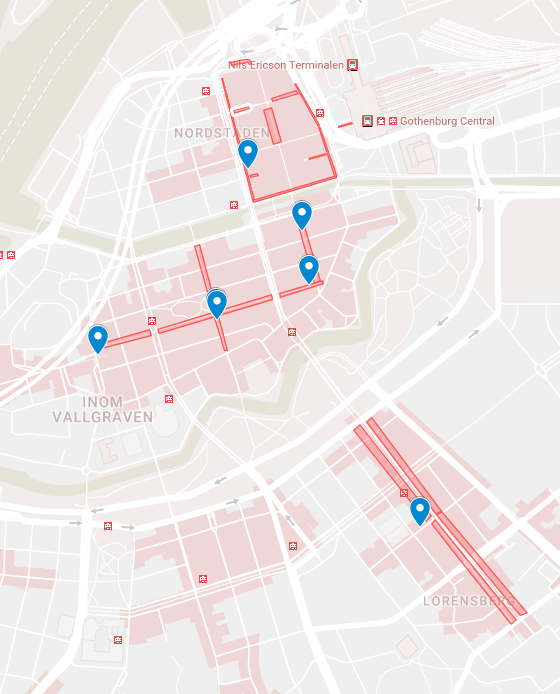 Nils Ericson Terminalen
Gothenburg Central
NORDSTADEN
INOM
VALLGRAVEN
LORENSBERG